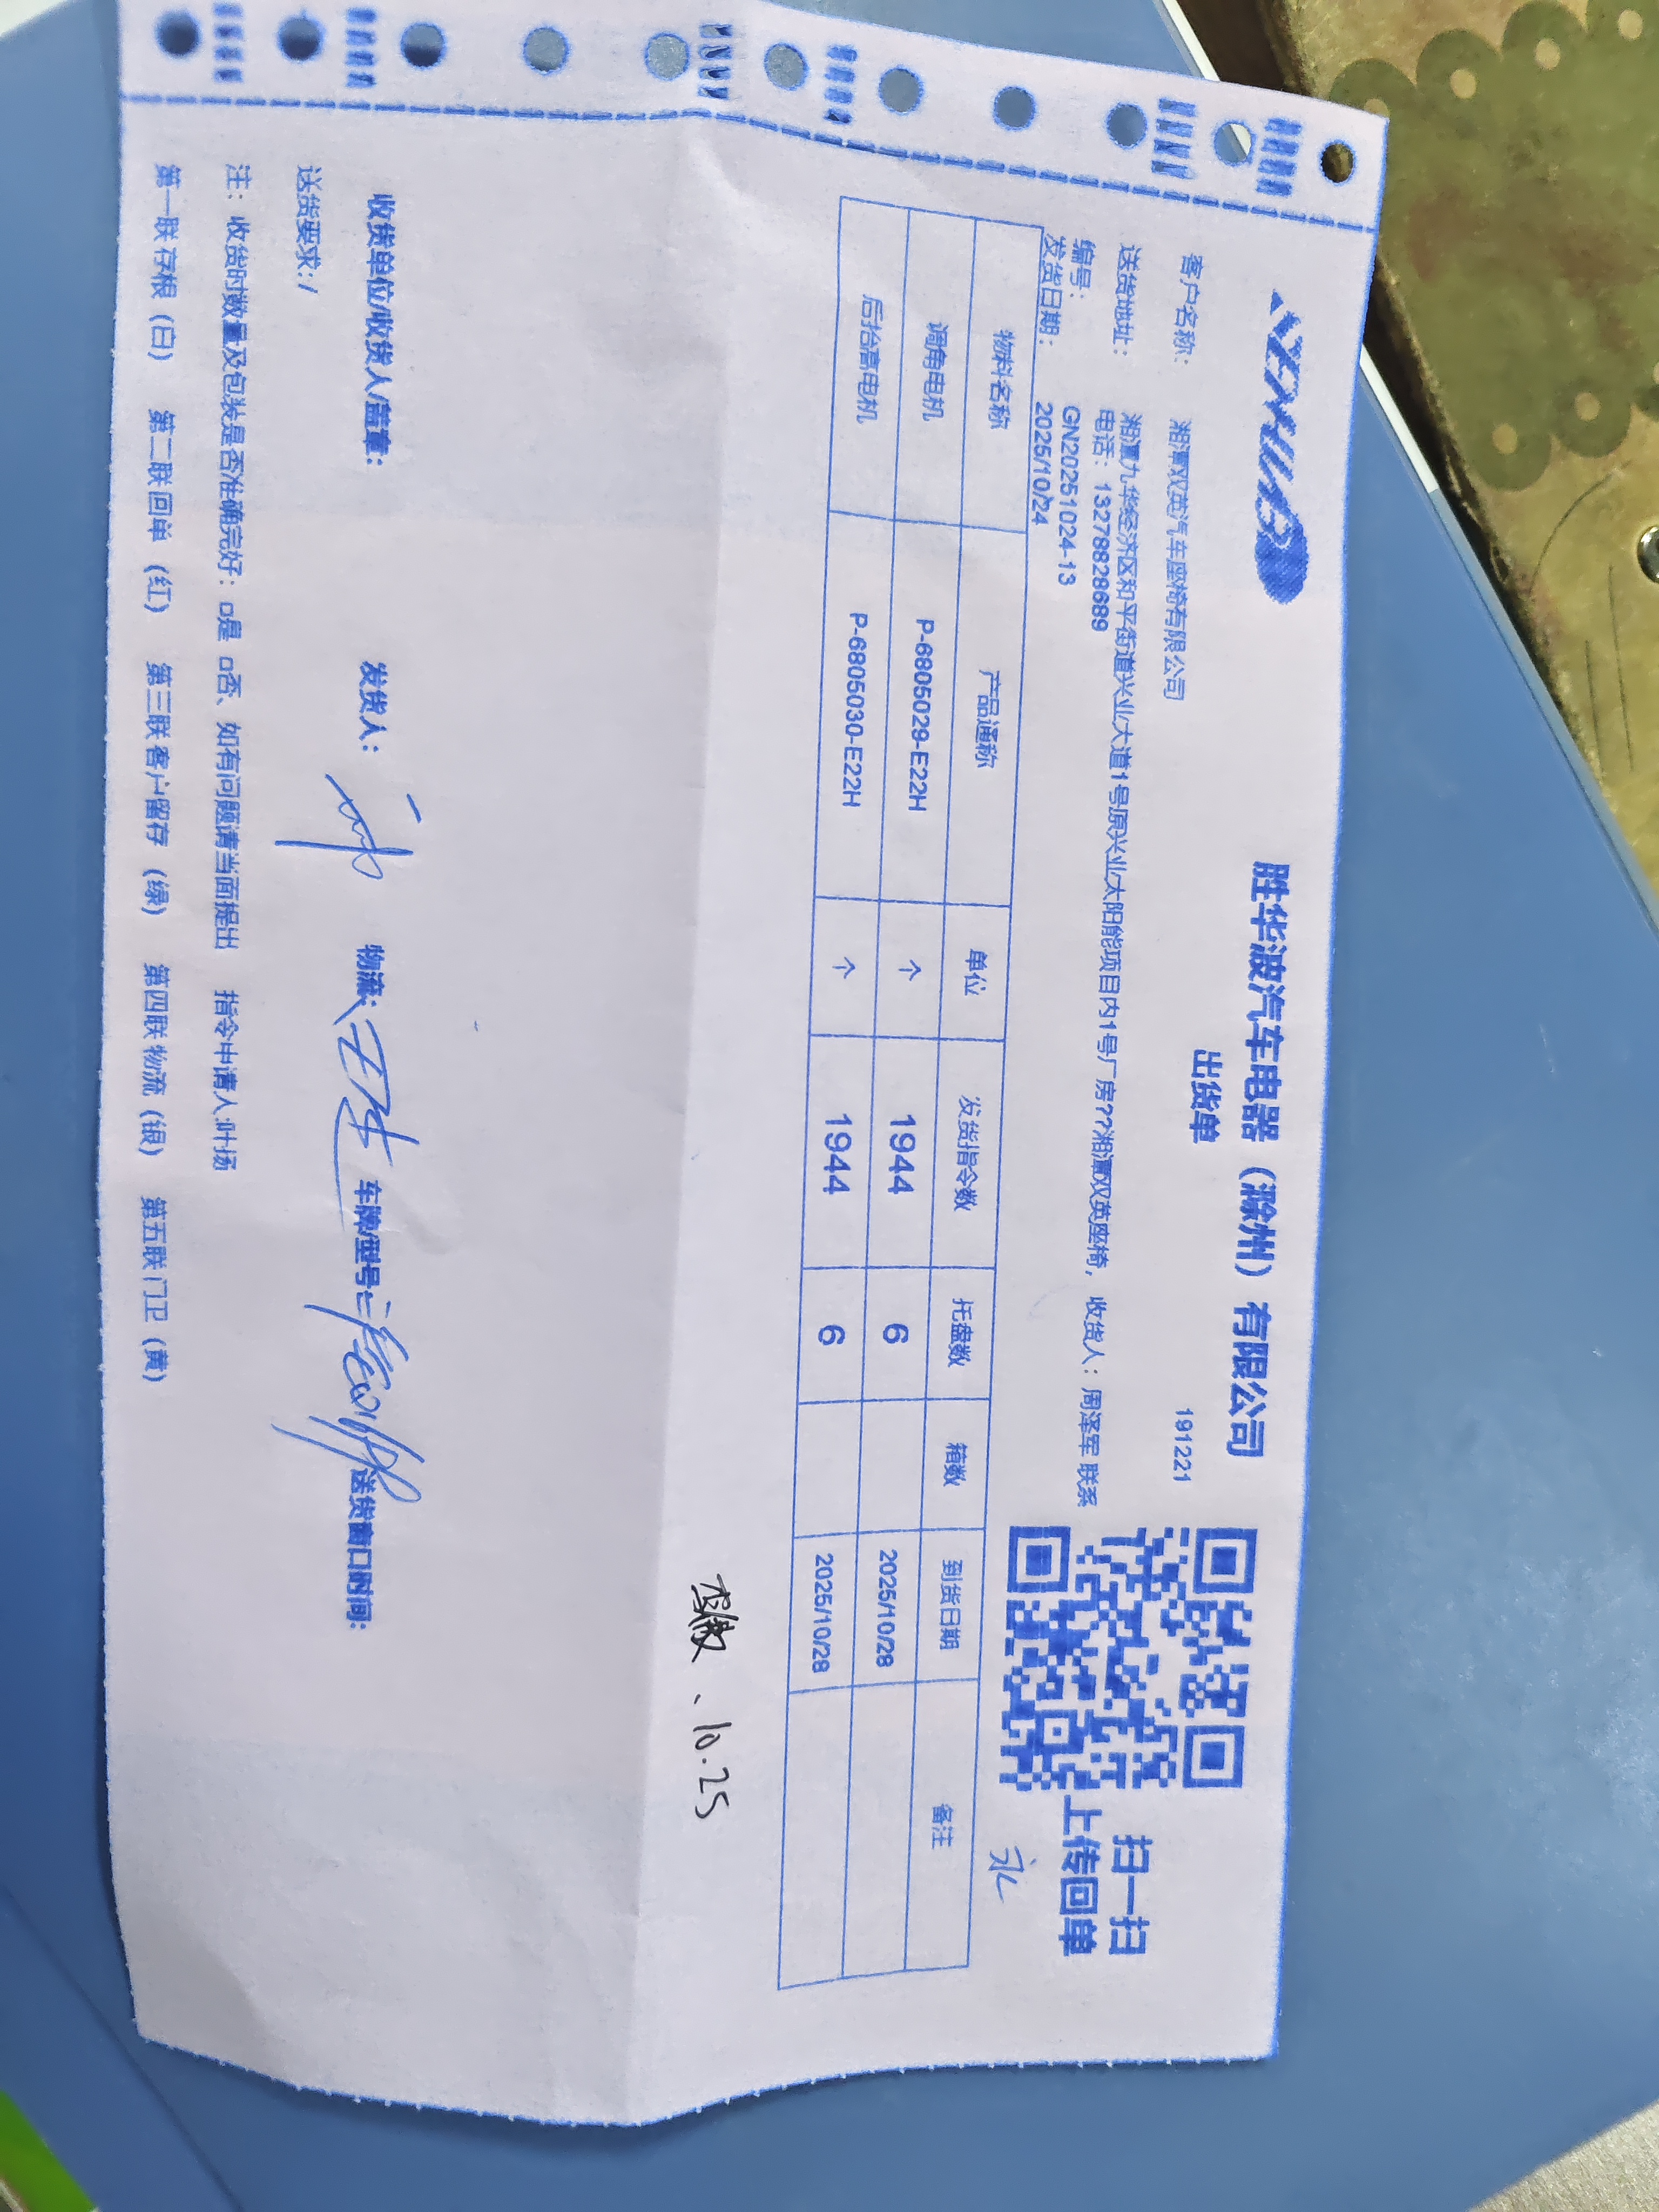 胜华波汽车电器（滁州）有限公司
出货单
191221
扫一扫
上传回单
客户名称： 湘潭双英汽车座椅有限公司
送货地址： 湘潭九华经济区和平街道兴业大道1号原兴业太阳能项目内1号厂房??湘潭双英座椅，收货人：周泽军 联系
电话：13278828689
编号： GN20251024-13
发货日期： 2025/10/24
物料名称 产品通称 单位 发货指令数 托盘数 箱数 到货日期 备注
调角电机 P-6805029-E22H 个 1944 6 2025/10/28
后抬高电机 P-6805030-E22H 个 1944 6 2025/10/28
10.25
收货单位/收货人/盖章： 发货人： 物流： 车牌/型号： 送货窗口时间：
送货要求：/
注：收货时数量及包装是否准确完好：□是 □否、如有问题请当面提出 指令申请人:叶扬
第一联存根（白） 第二联回单（红） 第三联客户留存（绿） 第四联物流（银） 第五联门卫（黄）